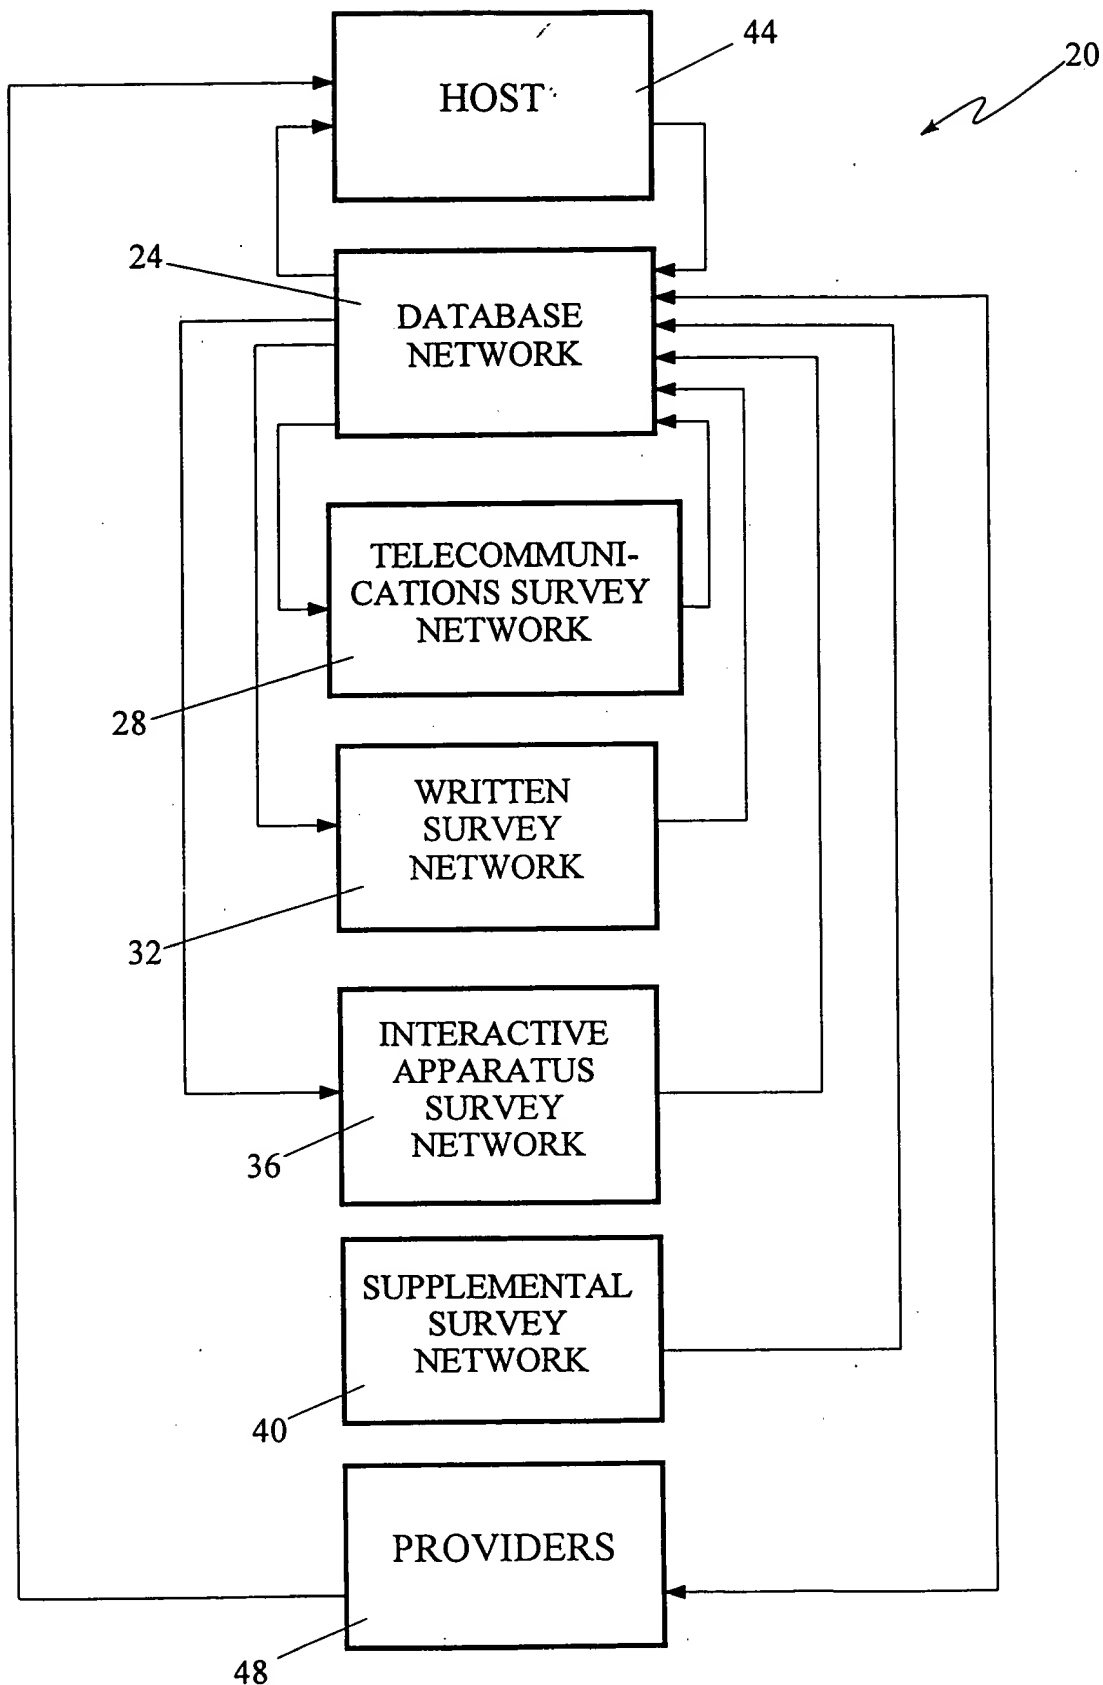 44
20
HOST
24
DATABASE
NETWORK
TELECOMMUNI-
CATIONS SURVEY
NETWORK
28
WRITTEN
SURVEY
NETWORK
32
INTERACTIVE
APPARATUS
SURVEY
NETWORK
36
SUPPLEMENTAL
SURVEY
NETWORK
40
PROVIDERS
48